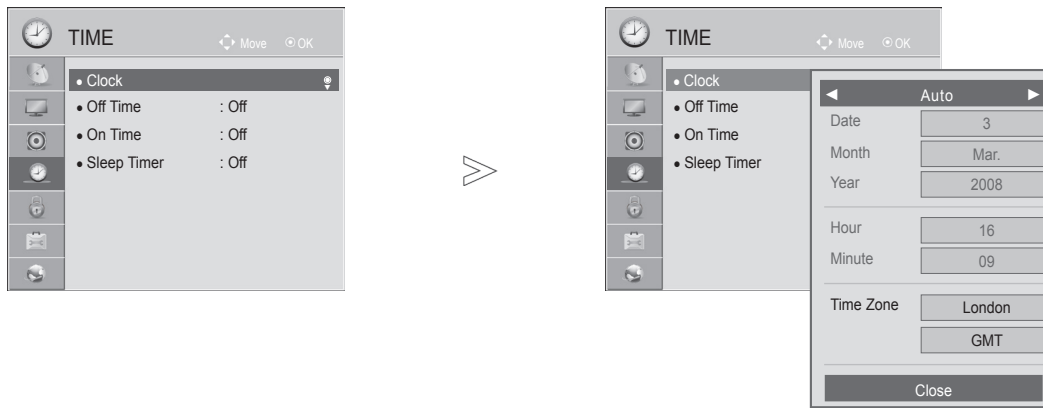 TIME
Move OK
• Clock
• Off Time : Off
• On Time : Off
• Sleep Timer : Off
TIME
Move OK
• Clock
• Off Time
• On Time
• Sleep Timer
◄ Auto ►
Date 3
Month Mar.
Year 2008
Hour 16
Minute 09
Time Zone London
GMT
Close